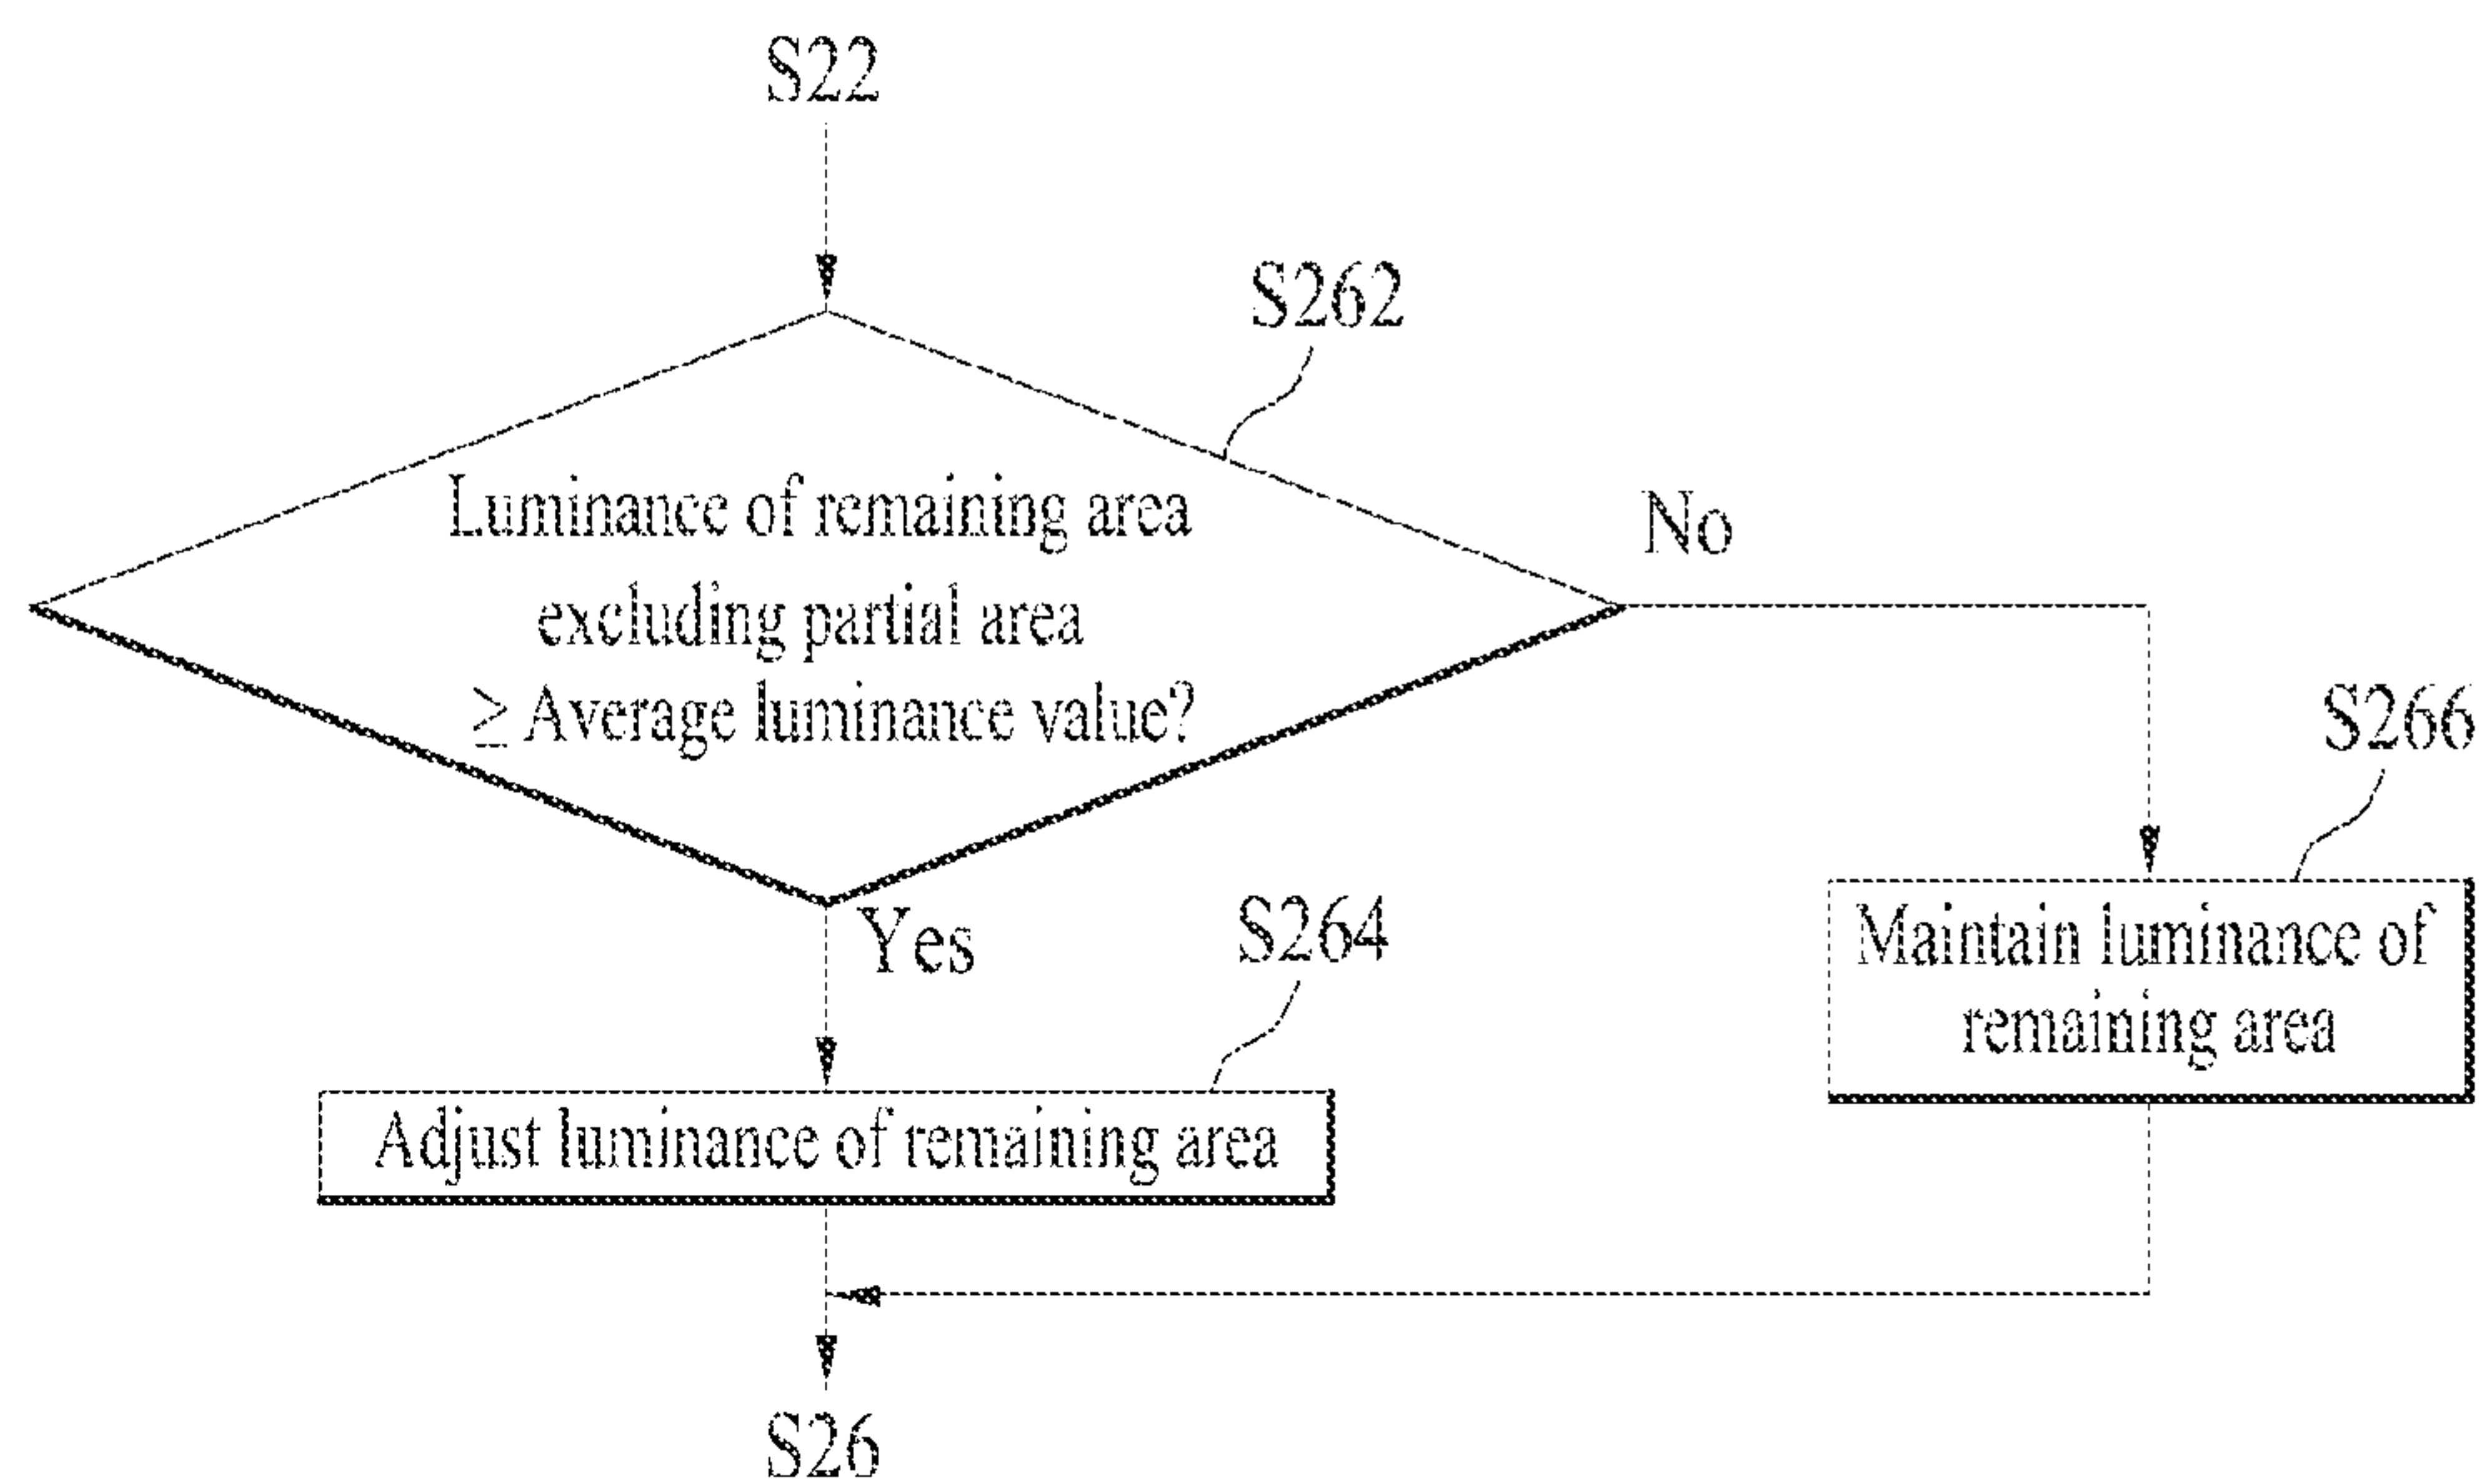 S22
S262
Luminance of remaining area
excluding partial area
≥ Average luminance value?
No
S266
Yes
S264
Maintain luminance of
remaining area
Adjust luminance of remaining area
S26